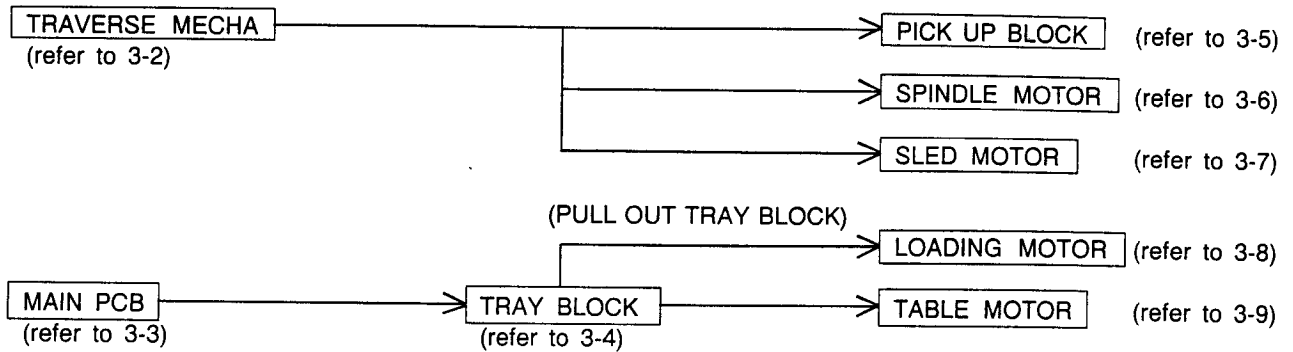 TRAVERSE MECHA
(refer to 3-2)
PICK UP BLOCK (refer to 3-5)
SPINDLE MOTOR (refer to 3-6)
SLED MOTOR (refer to 3-7)
(PULL OUT TRAY BLOCK)
LOADING MOTOR (refer to 3-8)
MAIN PCB
(refer to 3-3)
TRAY BLOCK
(refer to 3-4)
TABLE MOTOR (refer to 3-9)